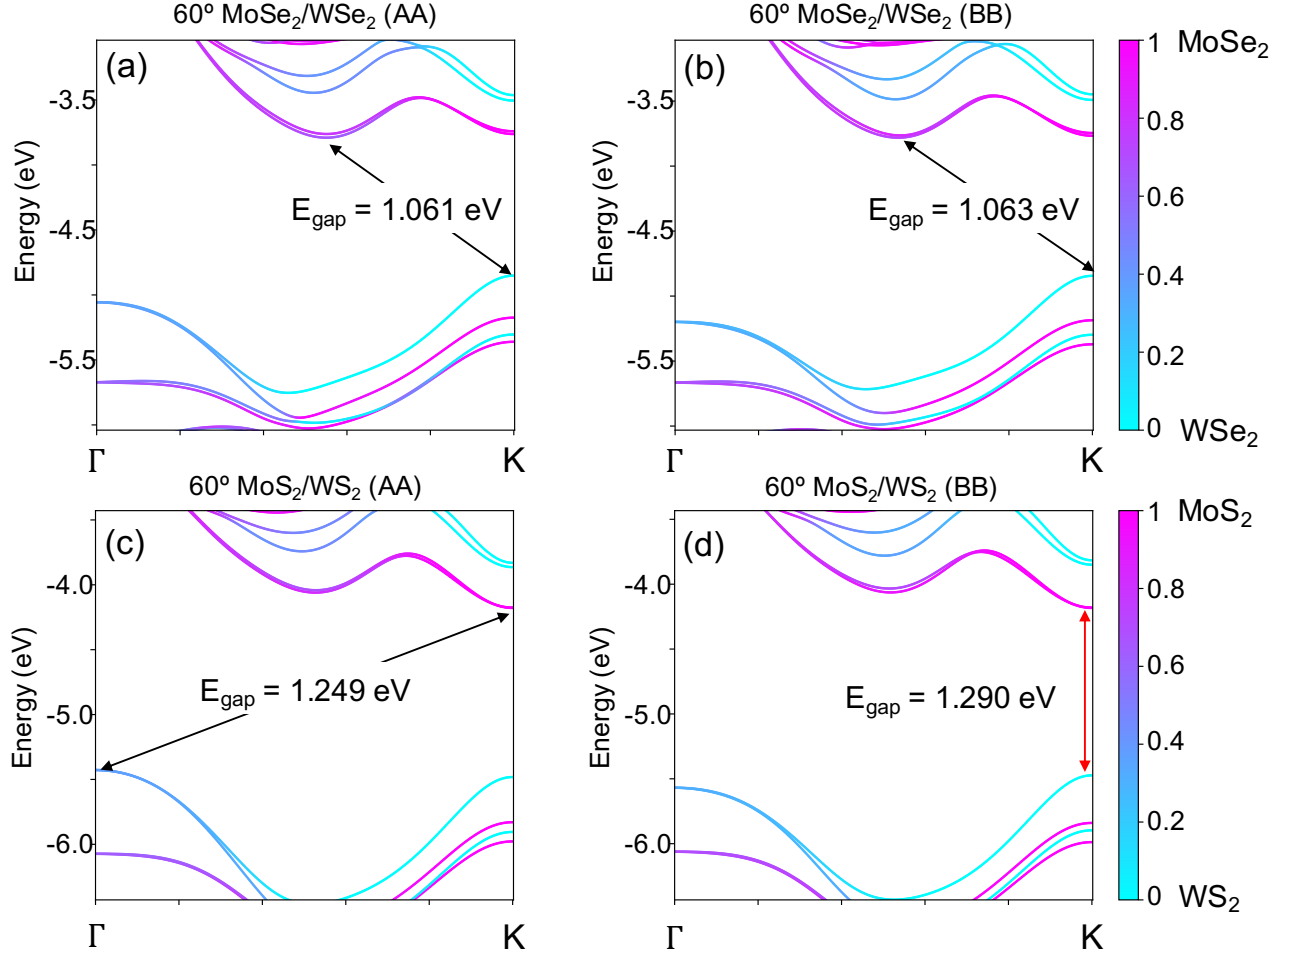 60º MoSe₂/WSe₂ (AA)
60º MoSe₂/WSe₂ (BB)
(a)
-3.5
-4.5
-5.5
Energy (eV)
E_gap = 1.061 eV
Γ
K
(b)
-3.5
-4.5
-5.5
Energy (eV)
E_gap = 1.063 eV
Γ
K
1
0.8
0.6
0.4
0.2
0
MoSe₂
WSe₂
60º MoS₂/WS₂ (AA)
60º MoS₂/WS₂ (BB)
(c)
-4.0
-5.0
-6.0
Energy (eV)
E_gap = 1.249 eV
Γ
K
(d)
-4.0
-5.0
-6.0
Energy (eV)
E_gap = 1.290 eV
Γ
K
1
0.8
0.6
0.4
0.2
0
MoS₂
WS₂